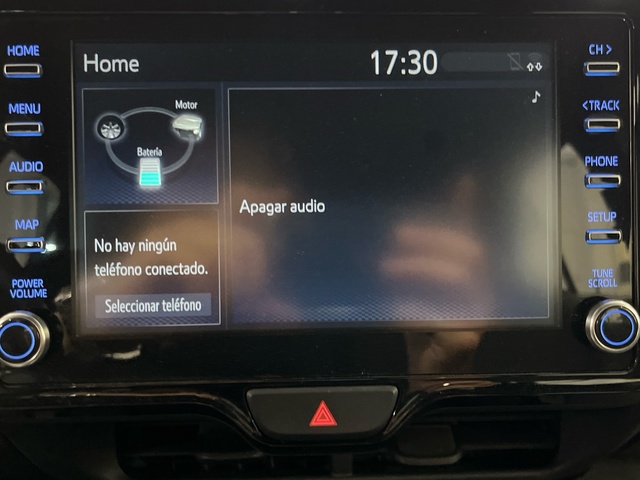 HOME
MENU
AUDIO
MAP
POWER
VOLUME
Home
17:30
Motor
Batería
No hay ningún
teléfono conectado.
Seleccionar teléfono
Apagar audio
CH >
<TRACK
PHONE
SETUP
TUNE
SCROLL